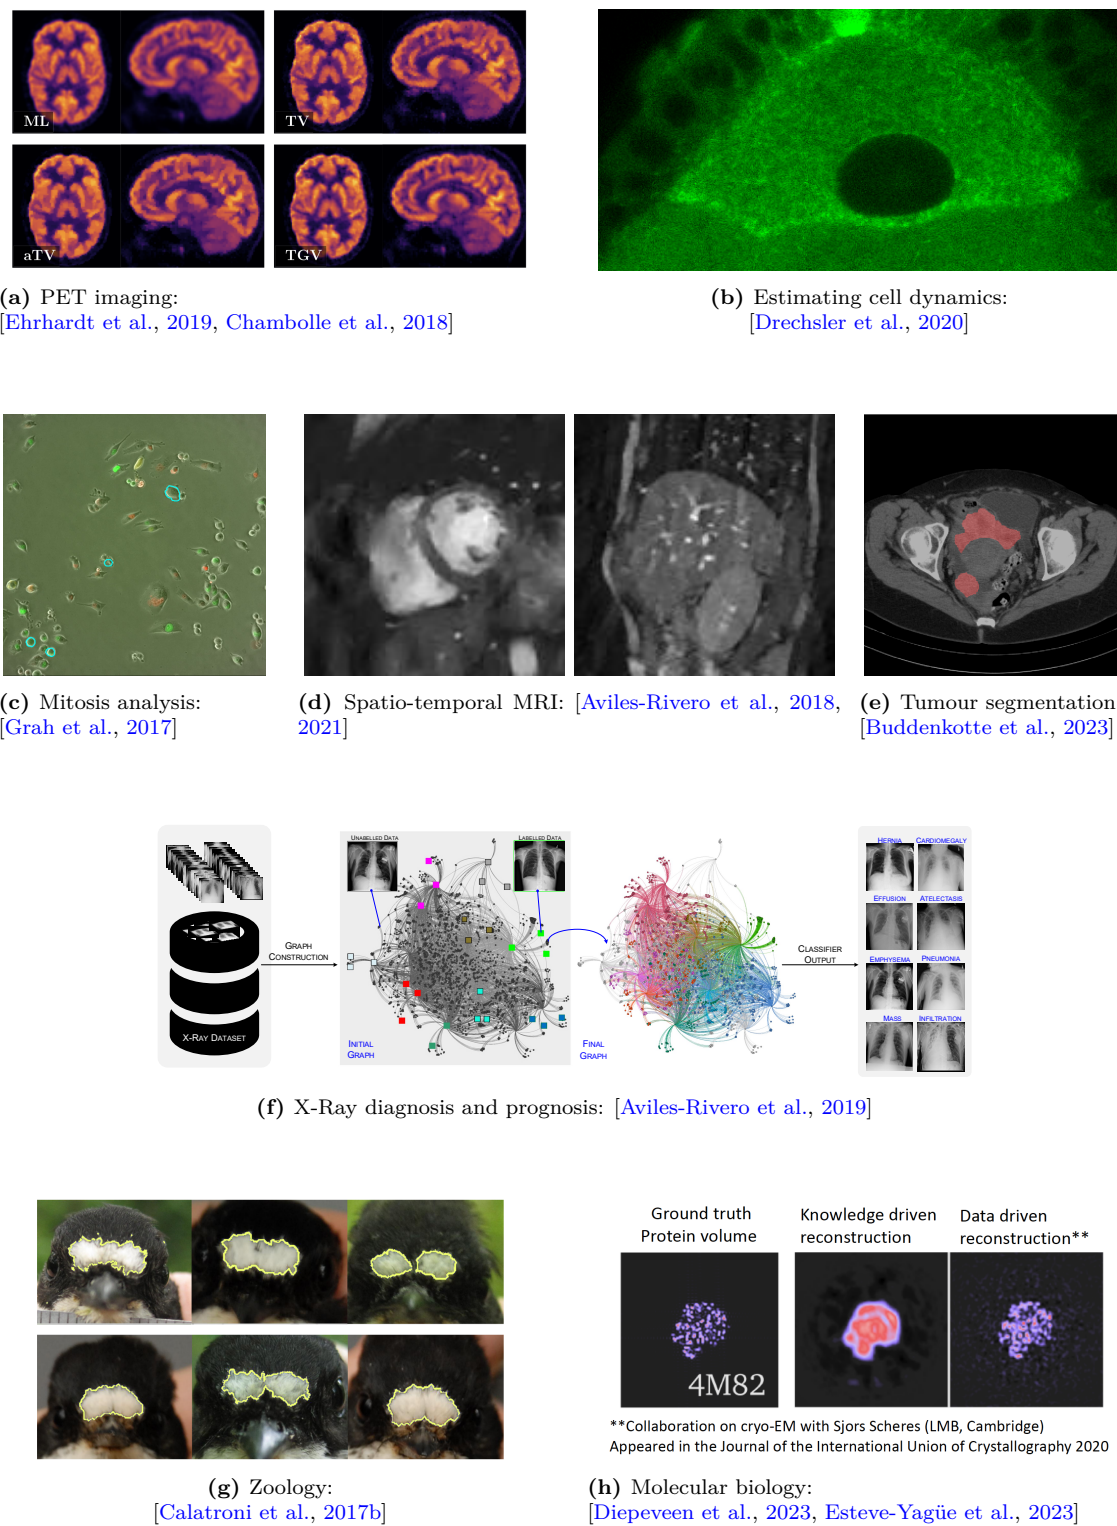 ML
TV
aTV
TGV
(a) PET imaging:
[Ehrhardt et al., 2019, Chambolle et al., 2018]
(b) Estimating cell dynamics:
[Drechsler et al., 2020]
(c) Mitosis analysis:
[Grah et al., 2017]
(d) Spatio-temporal MRI: [Aviles-Rivero et al., 2018,
2021]
(e) Tumour segmentation
[Buddenkotte et al., 2023]
X-Ray Dataset
Graph
Construction
Unabelled Data
Labelled Data
Initial
Graph
Final
Graph
Classifier
Output
Hernia
Cardiomegaly
Effusion
Atelectasis
Emphysema
Pneumonia
Mass
Infiltration
(f) X-Ray diagnosis and prognosis: [Aviles-Rivero et al., 2019]
(g) Zoology:
[Calatroni et al., 2017b]
Ground truth
Protein volume
Knowledge driven
reconstruction
Data driven
reconstruction**
4M82
**Collaboration on cryo-EM with Sjors Scheres (LMB, Cambridge)
Appeared in the Journal of the International Union of Crystallography 2020
(h) Molecular biology:
[Diepeveen et al., 2023, Esteve-Yagüe et al., 2023]